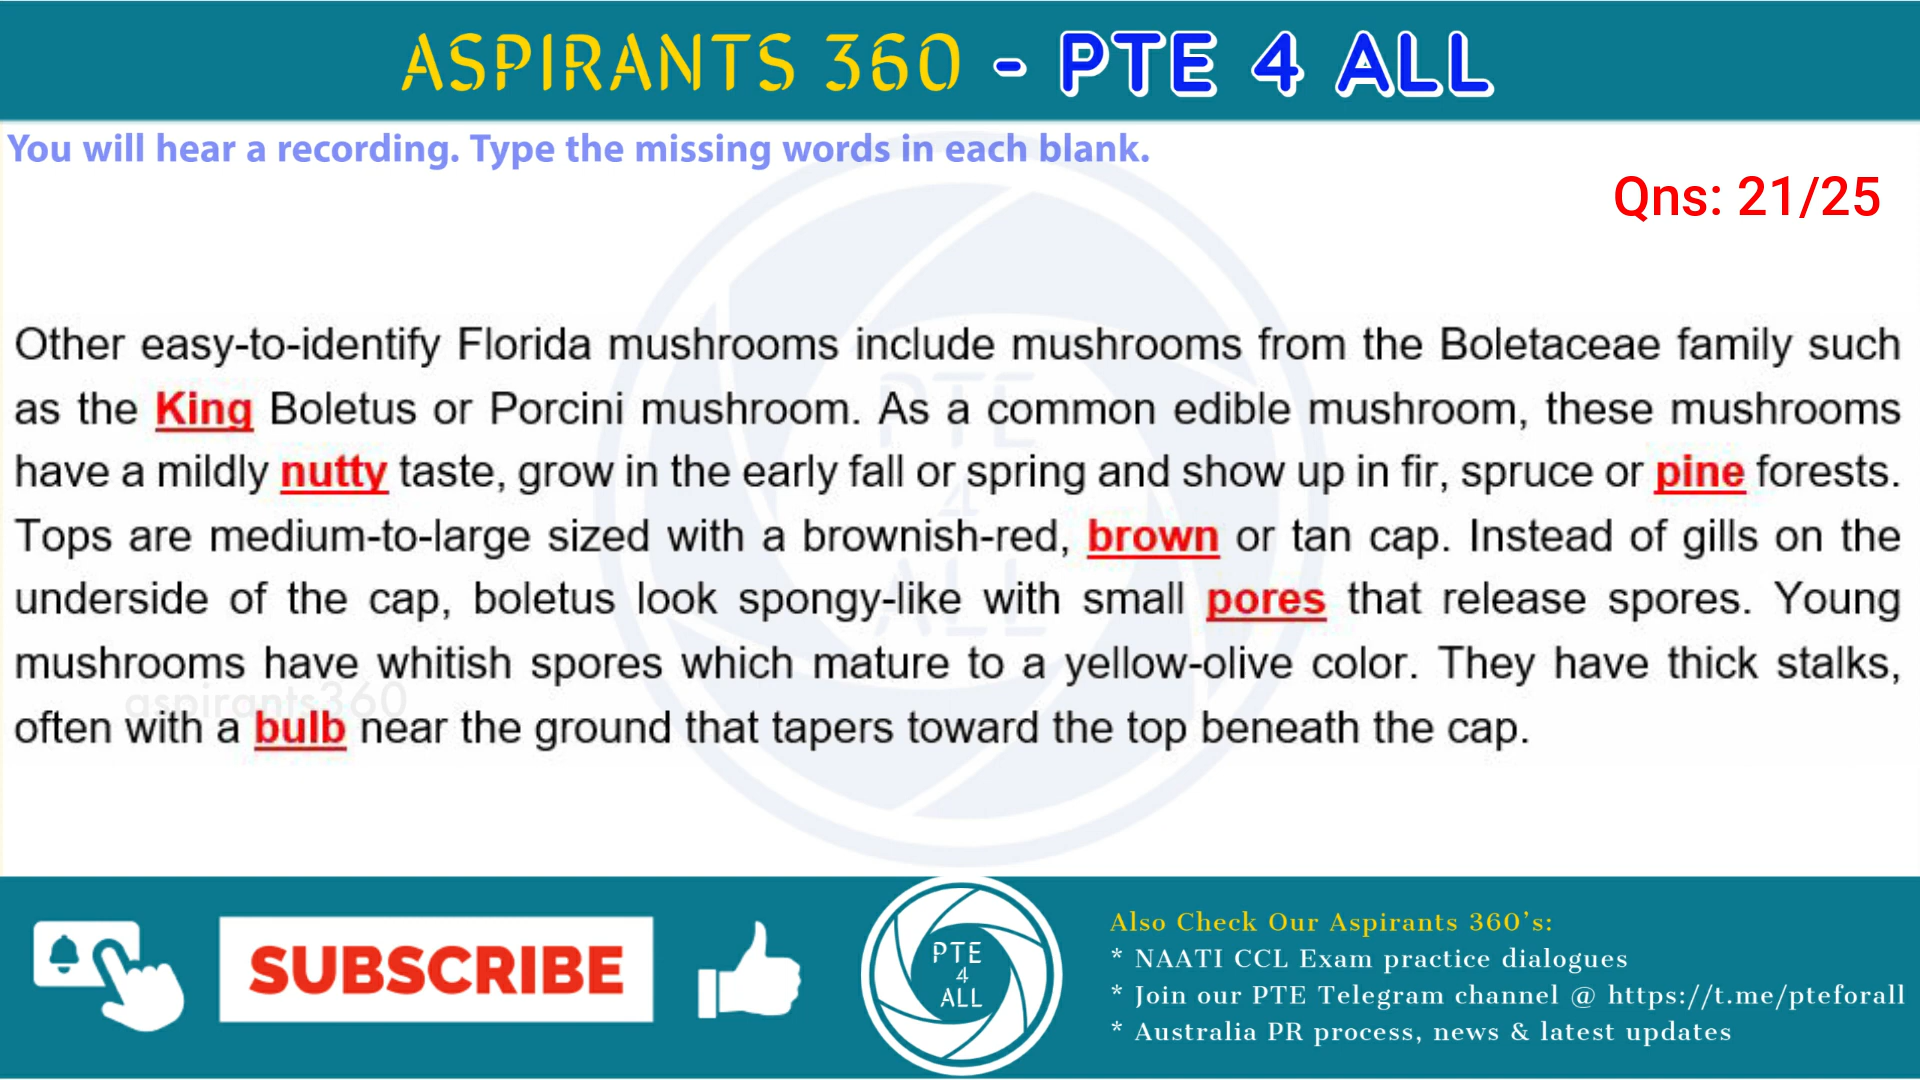 ASPIRANTS 360 - PTE 4 ALL
You will hear a recording. Type the missing words in each blank.
Qns: 21/25
Other easy-to-identify Florida mushrooms include mushrooms from the Boletaceae family such
as the King Boletus or Porcini mushroom. As a common edible mushroom, these mushrooms
have a mildly nutty taste, grow in the early fall or spring and show up in fir, spruce or pine forests.
Tops are medium-to-large sized with a brownish-red, brown or tan cap. Instead of gills on the
underside of the cap, boletus look spongy-like with small pores that release spores. Young
mushrooms have whitish spores which mature to a yellow-olive color. They have thick stalks,
aspirants360
often with a bulb near the ground that tapers toward the top beneath the cap.
PTE
4
ALL
SUBSCRIBE
PTE
4
ALL
Also Check Our Aspirants 360's:
* NAATI CCL Exam practice dialogues
* Join our PTE Telegram channel @ https://t.me/pteforall
* Australia PR process, news & latest updates